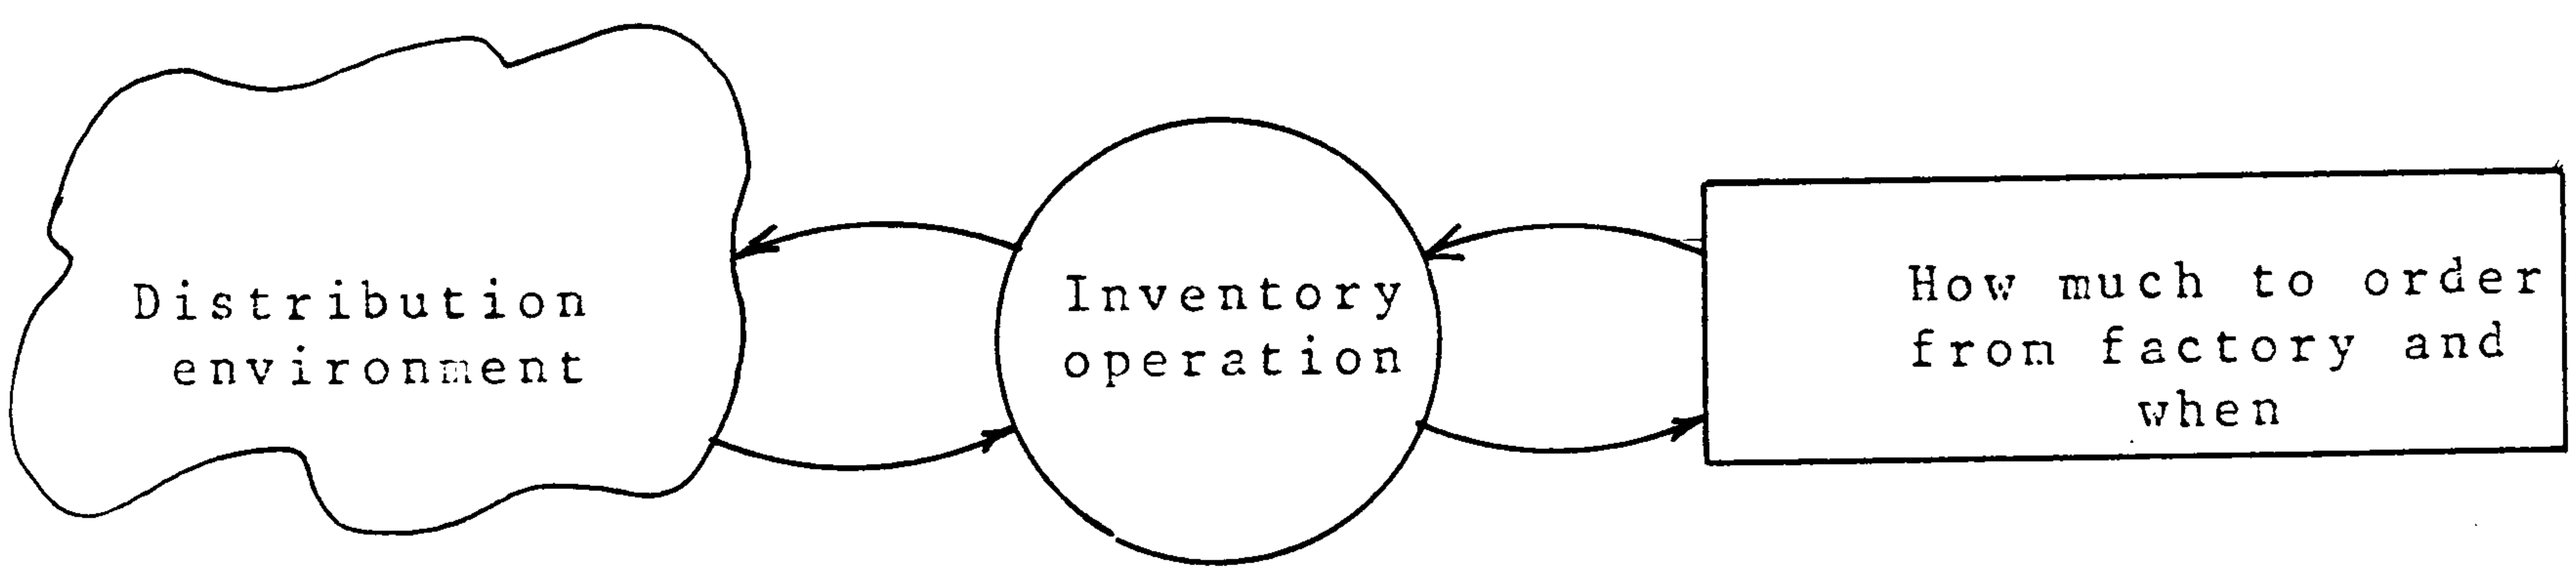 Distribution
environment
Inventory
operation
How much to order
from factory and
when